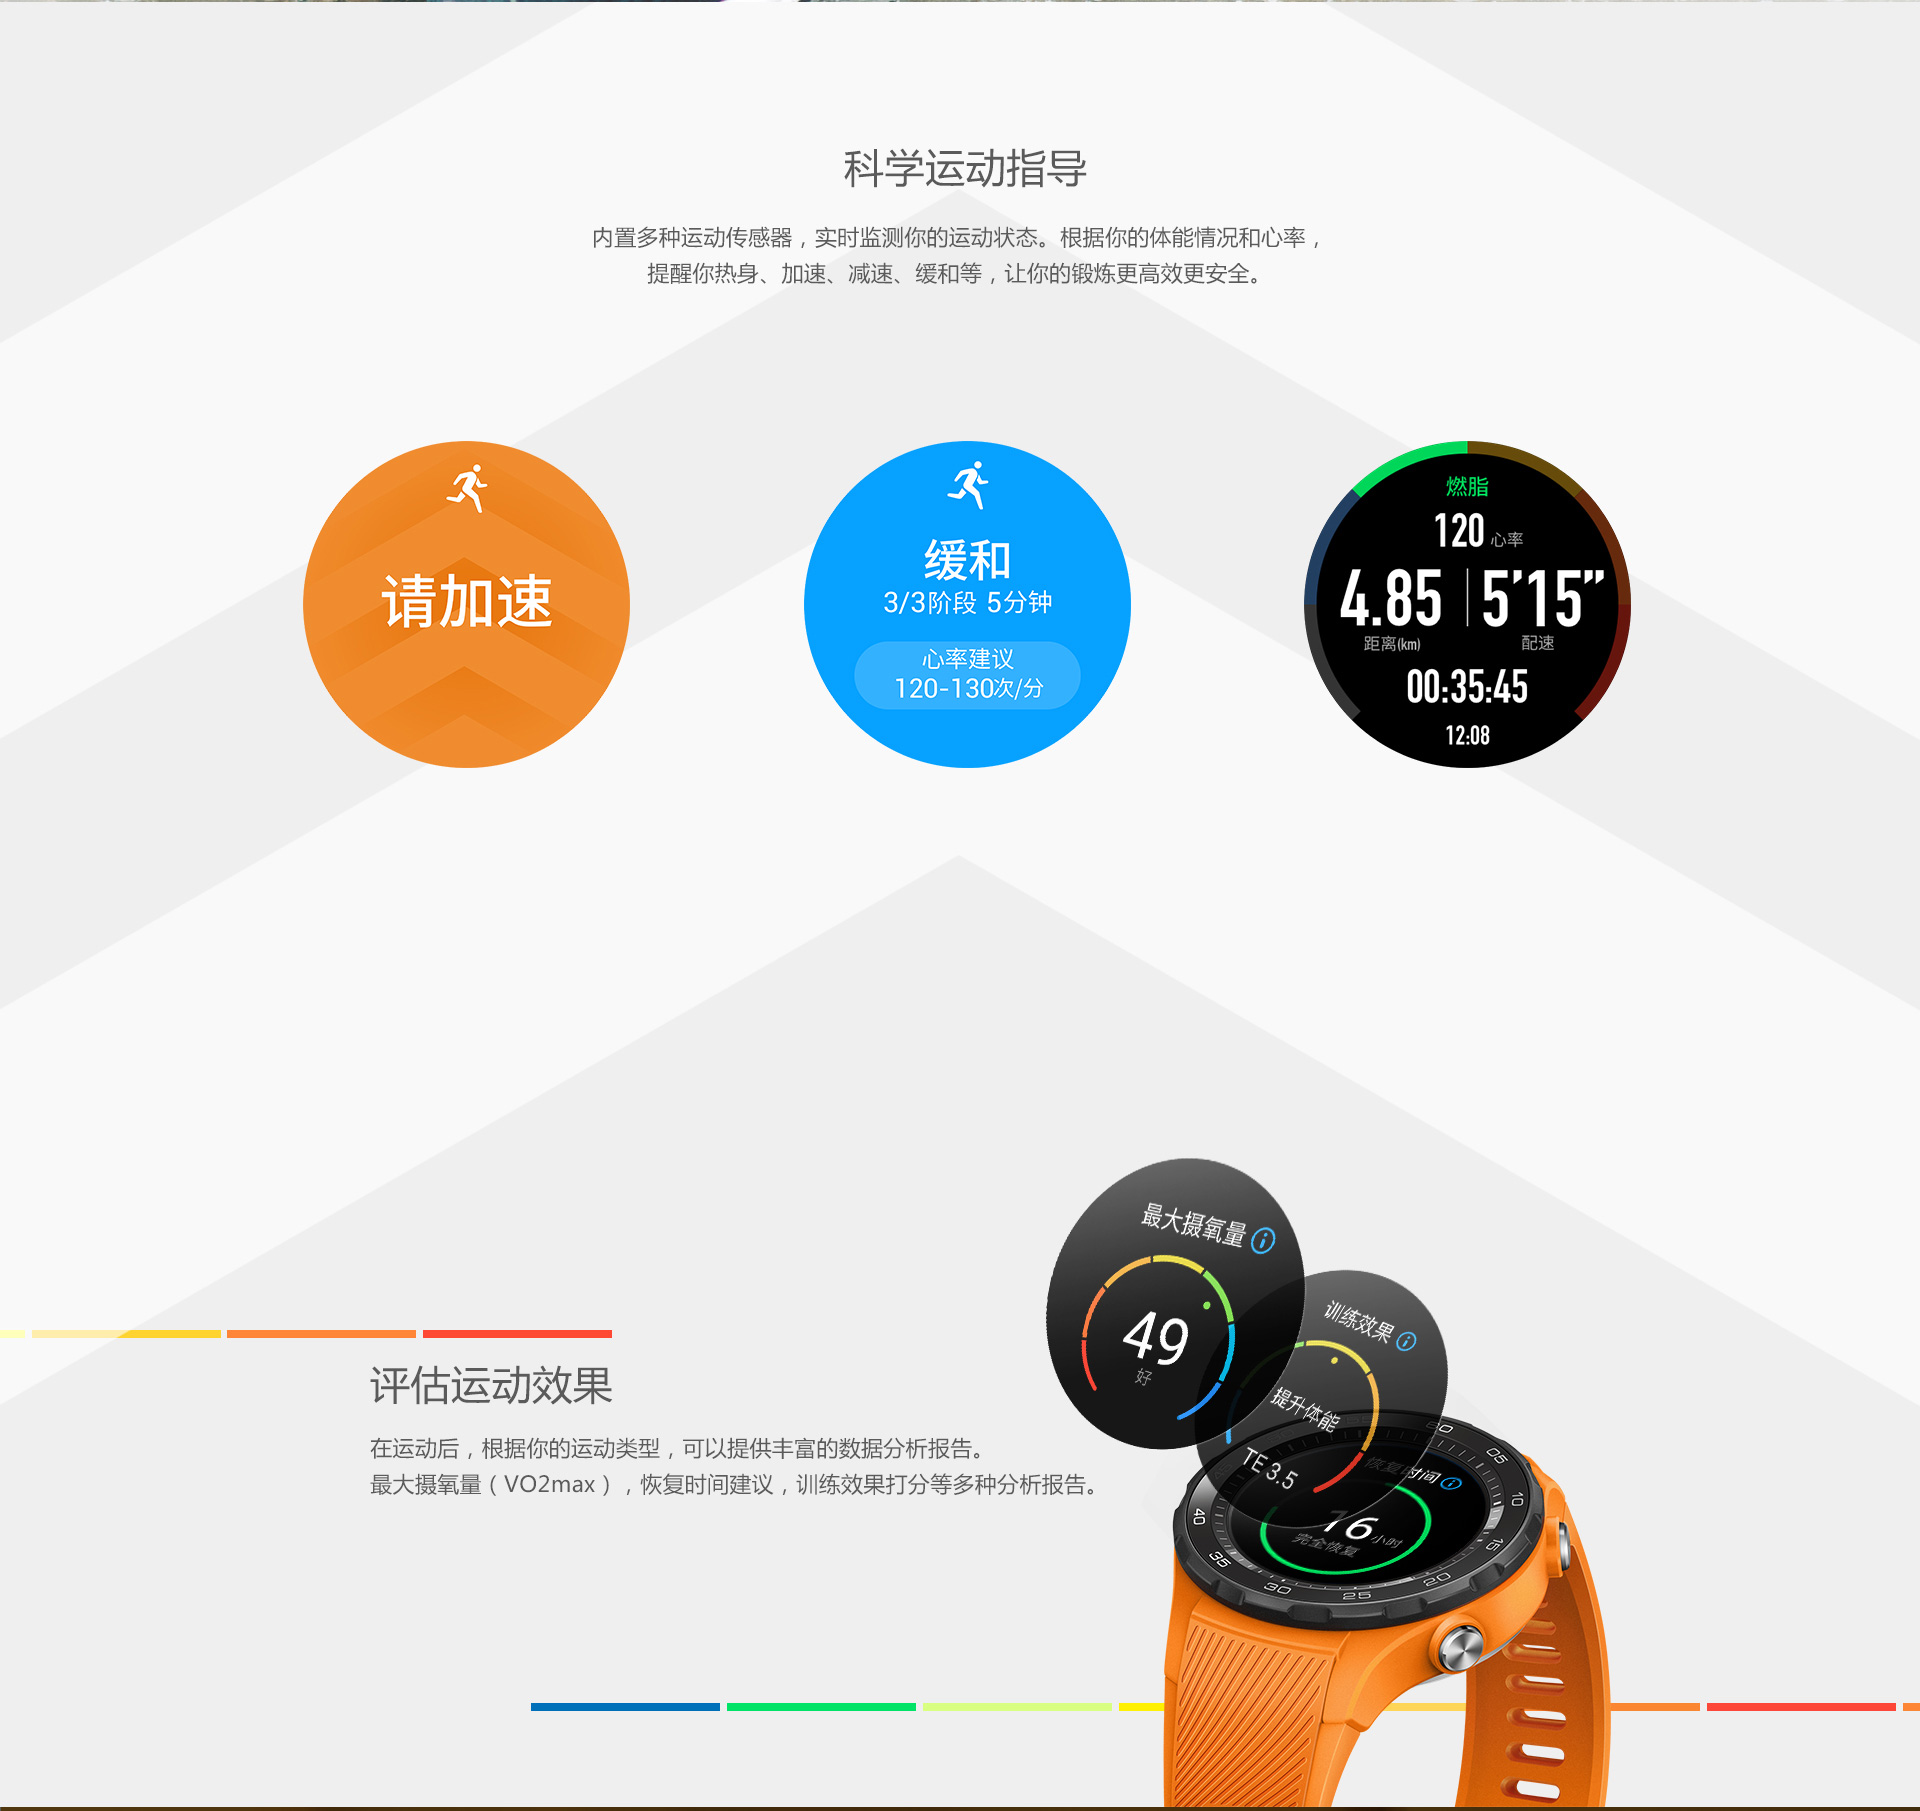 科学运动指导
内置多种运动传感器，实时监测你的运动状态。根据你的体能情况和心率，
提醒你热身、加速、减速、缓和等，让你的锻炼更高效更安全。
请加速
缓和
3/3阶段 5分钟
心率建议
120-130次/分
燃脂
120 心率
4.85 5'15"
距离(km) 配速
00:35:45
12:08
最大摄氧量
49
好
训练效果
提升体能
TE 3.5
恢复时间
16 小时
完全恢复
05
10
15
20
25
30
35
40
评估运动效果
在运动后，根据你的运动类型，可以提供丰富的数据分析报告。
最大摄氧量（VO2max），恢复时间建议，训练效果打分等多种分析报告。